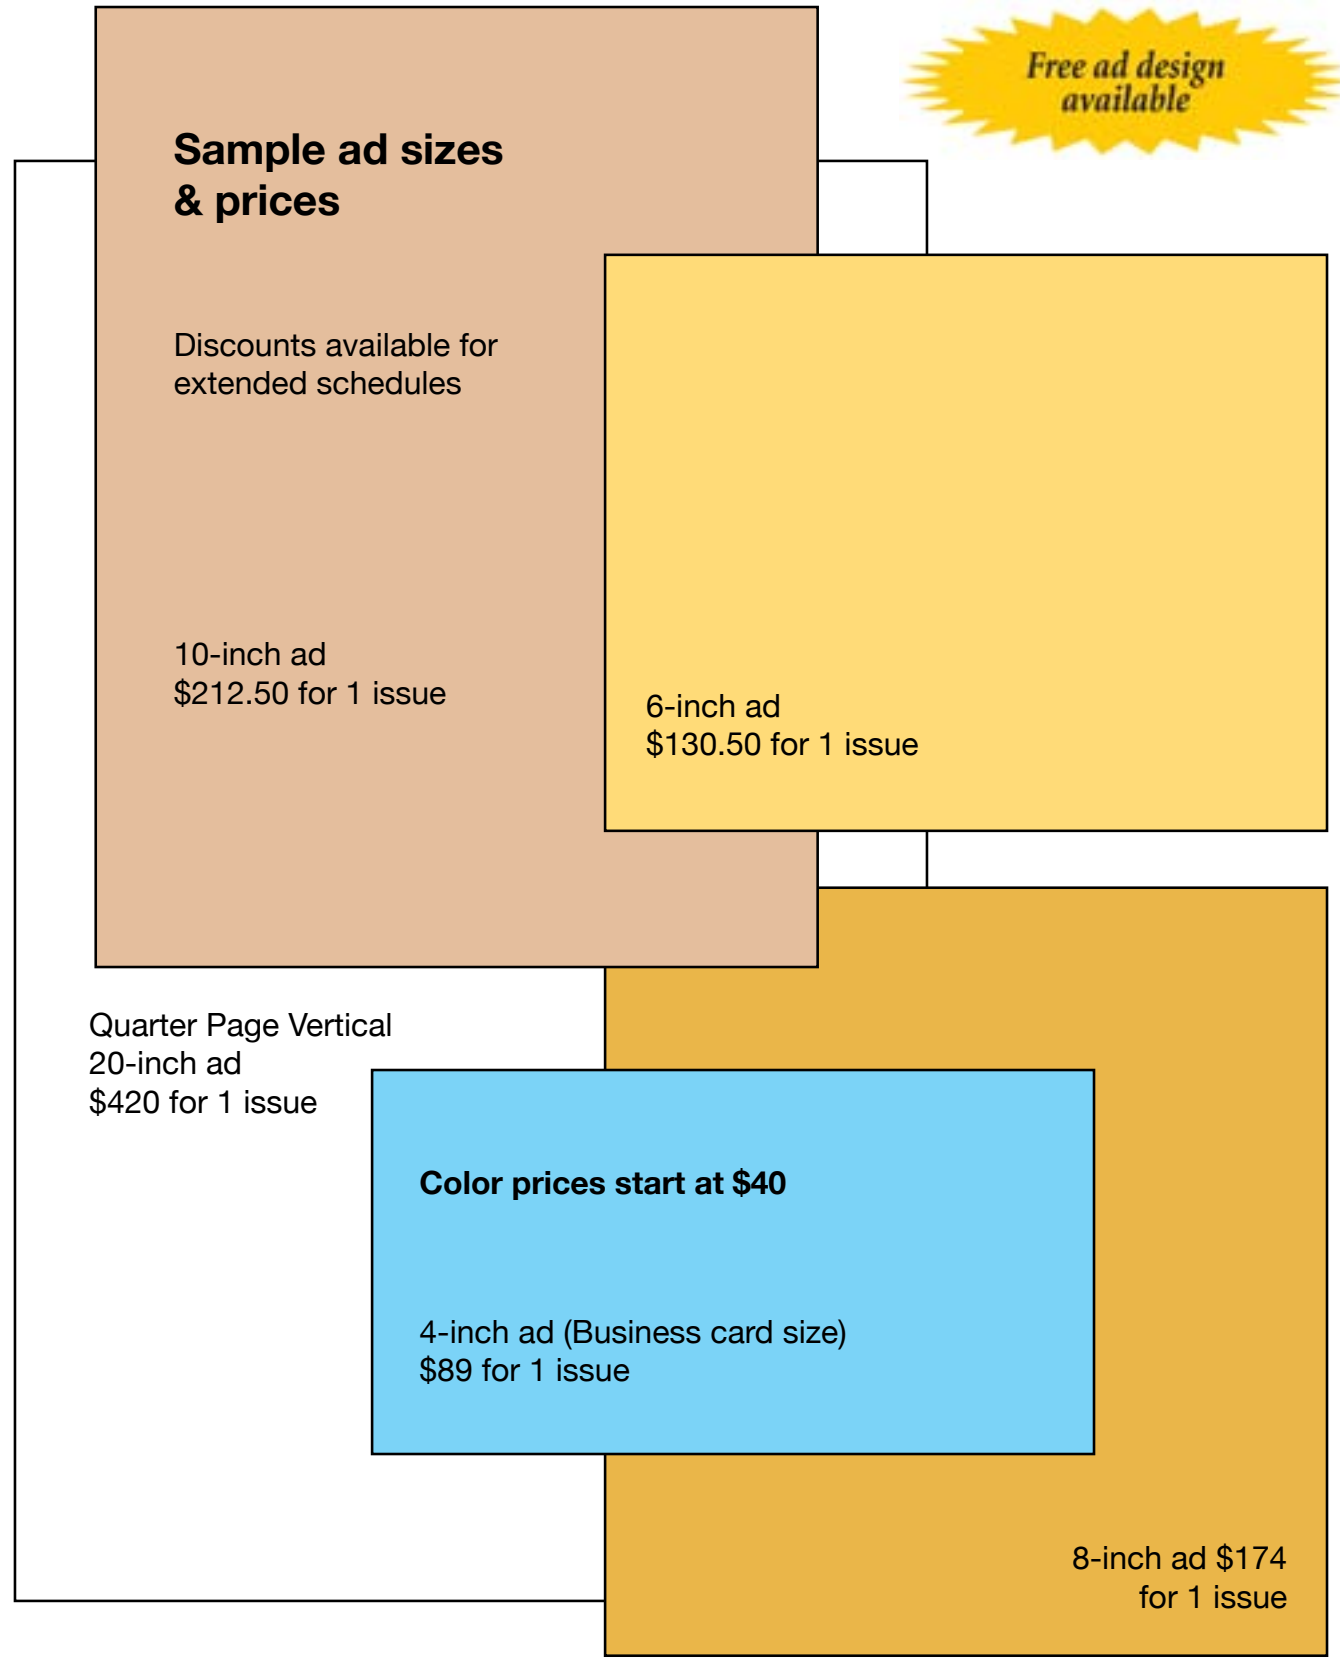 Free ad design
available
Sample ad sizes
& prices
Discounts available for
extended schedules
10-inch ad
$212.50 for 1 issue
6-inch ad
$130.50 for 1 issue
Quarter Page Vertical
20-inch ad
$420 for 1 issue
Color prices start at $40
4-inch ad (Business card size)
$89 for 1 issue
8-inch ad $174
for 1 issue